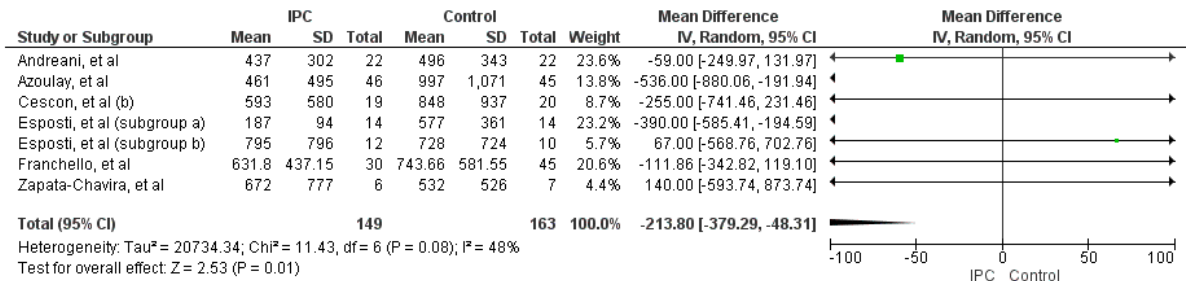 IPC Control Mean Difference Mean Difference
Study or Subgroup Mean SD Total Mean SD Total Weight IV, Random, 95% CI IV, Random, 95% CI
Andreani, et al 437 302 22 496 343 22 23.6% -59.00 [-249.97, 131.97]
Azoulay, et al 461 495 46 997 1,071 45 13.8% -536.00 [-880.06, -191.94]
Cescon, et al (b) 593 580 19 848 937 20 8.7% -255.00 [-741.46, 231.46]
Esposti, et al (subgroup a) 187 94 14 577 361 14 23.2% -390.00 [-585.41, -194.59]
Esposti, et al (subgroup b) 795 796 12 728 724 10 5.7% 67.00 [-568.76, 702.76]
Franchello, et al 631.8 437.15 30 743.66 581.55 45 20.6% -111.86 [-342.82, 119.10]
Zapata-Chavira, et al 672 777 6 532 526 7 4.4% 140.00 [-593.74, 873.74]
Total (95% CI) 149 163 100.0% -213.80 [-379.29, -48.31]
Heterogeneity: Tau² = 20734.34; Chi² = 11.43, df = 6 (P = 0.08); I² = 48%
Test for overall effect: Z = 2.53 (P = 0.01)
-100 -50 0 50 100
IPC Control